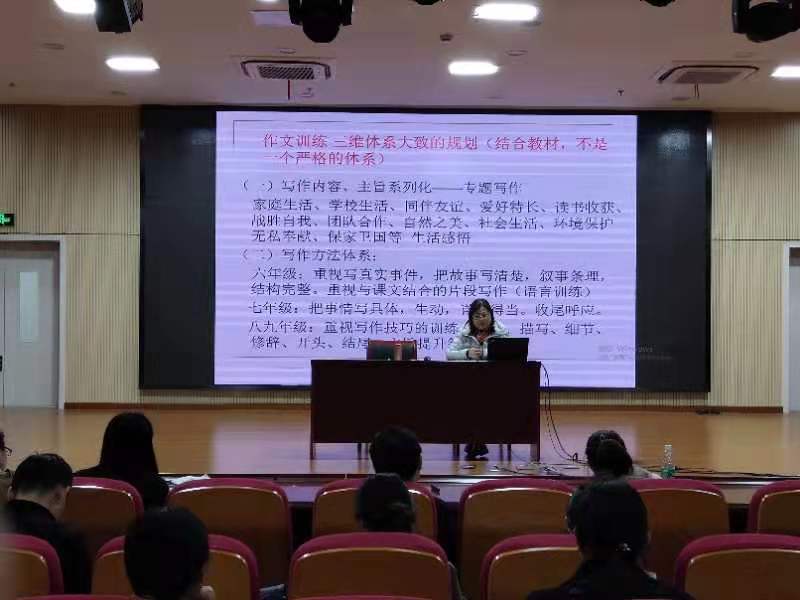 作文训练 三维体系大致的规划（结合教材，不是
一个严格的体系）
（一）写作内容、主旨系列化——专题写作
家庭生活、学校生活、同伴友谊、爱好特长、读书收获、
战胜自我、团队合作、自然之美、社会生活、环境保护
无私奉献、保家卫国等 生活感悟
（二）写作方法体系：
六年级：重视写真实事件，把故事写清楚，叙事条理，
结构完整。重视与课文结合的片段写作（语言训练）
七年级：把事情写具体，生动，得当。收尾呼应。
八九年级：重视写作技巧的训练 描写、细节、
修辞、开头、结尾 提升